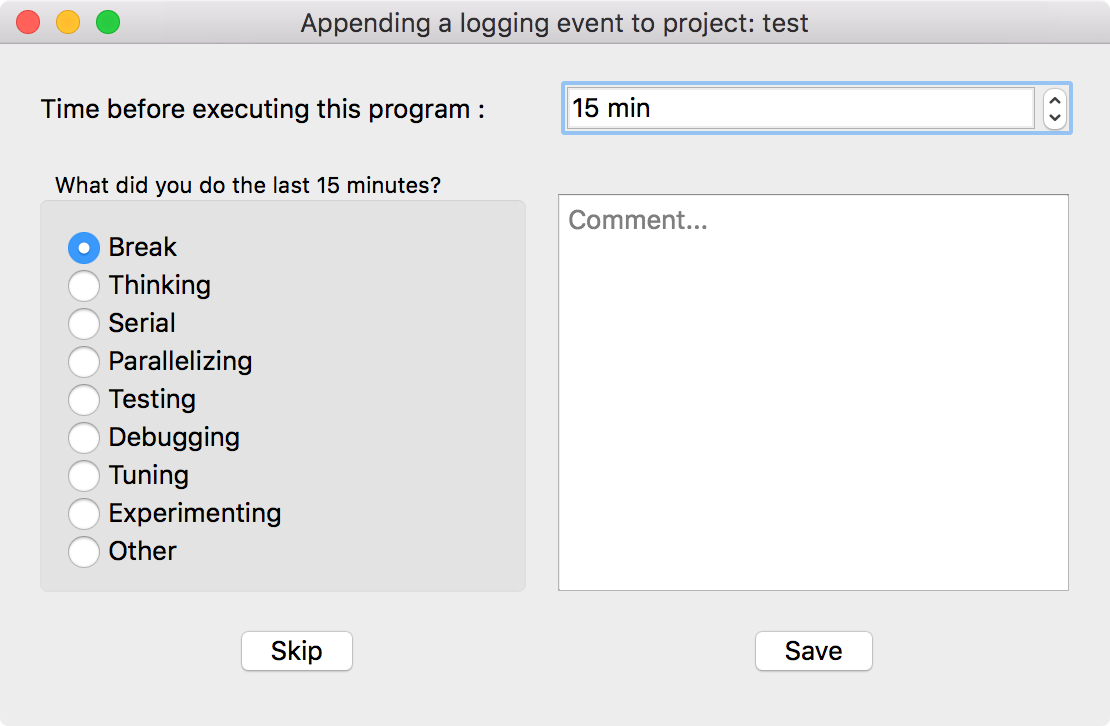 Appending a logging event to project: test
Time before executing this program :
15 min
What did you do the last 15 minutes?
Break
Thinking
Serial
Parallelizing
Testing
Debugging
Tuning
Experimenting
Other
Comment...
Skip
Save